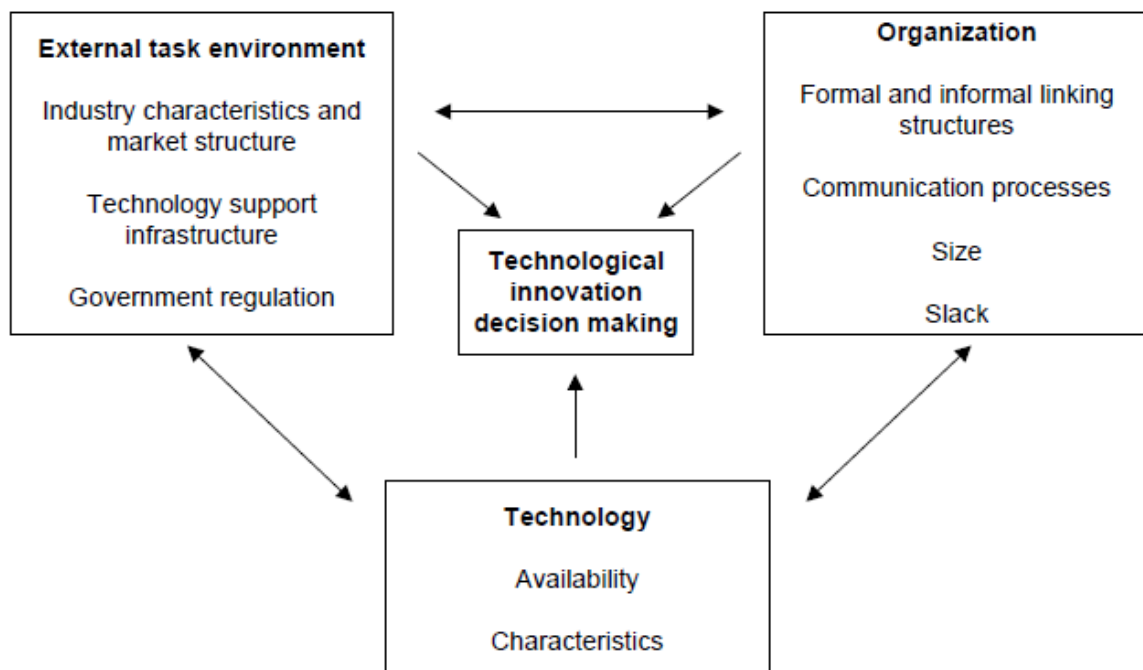 External task environment
Industry characteristics and
market structure
Technology support
infrastructure
Government regulation
Organization
Formal and informal linking
structures
Communication processes
Size
Slack
Technological
innovation
decision making
Technology
Availability
Characteristics